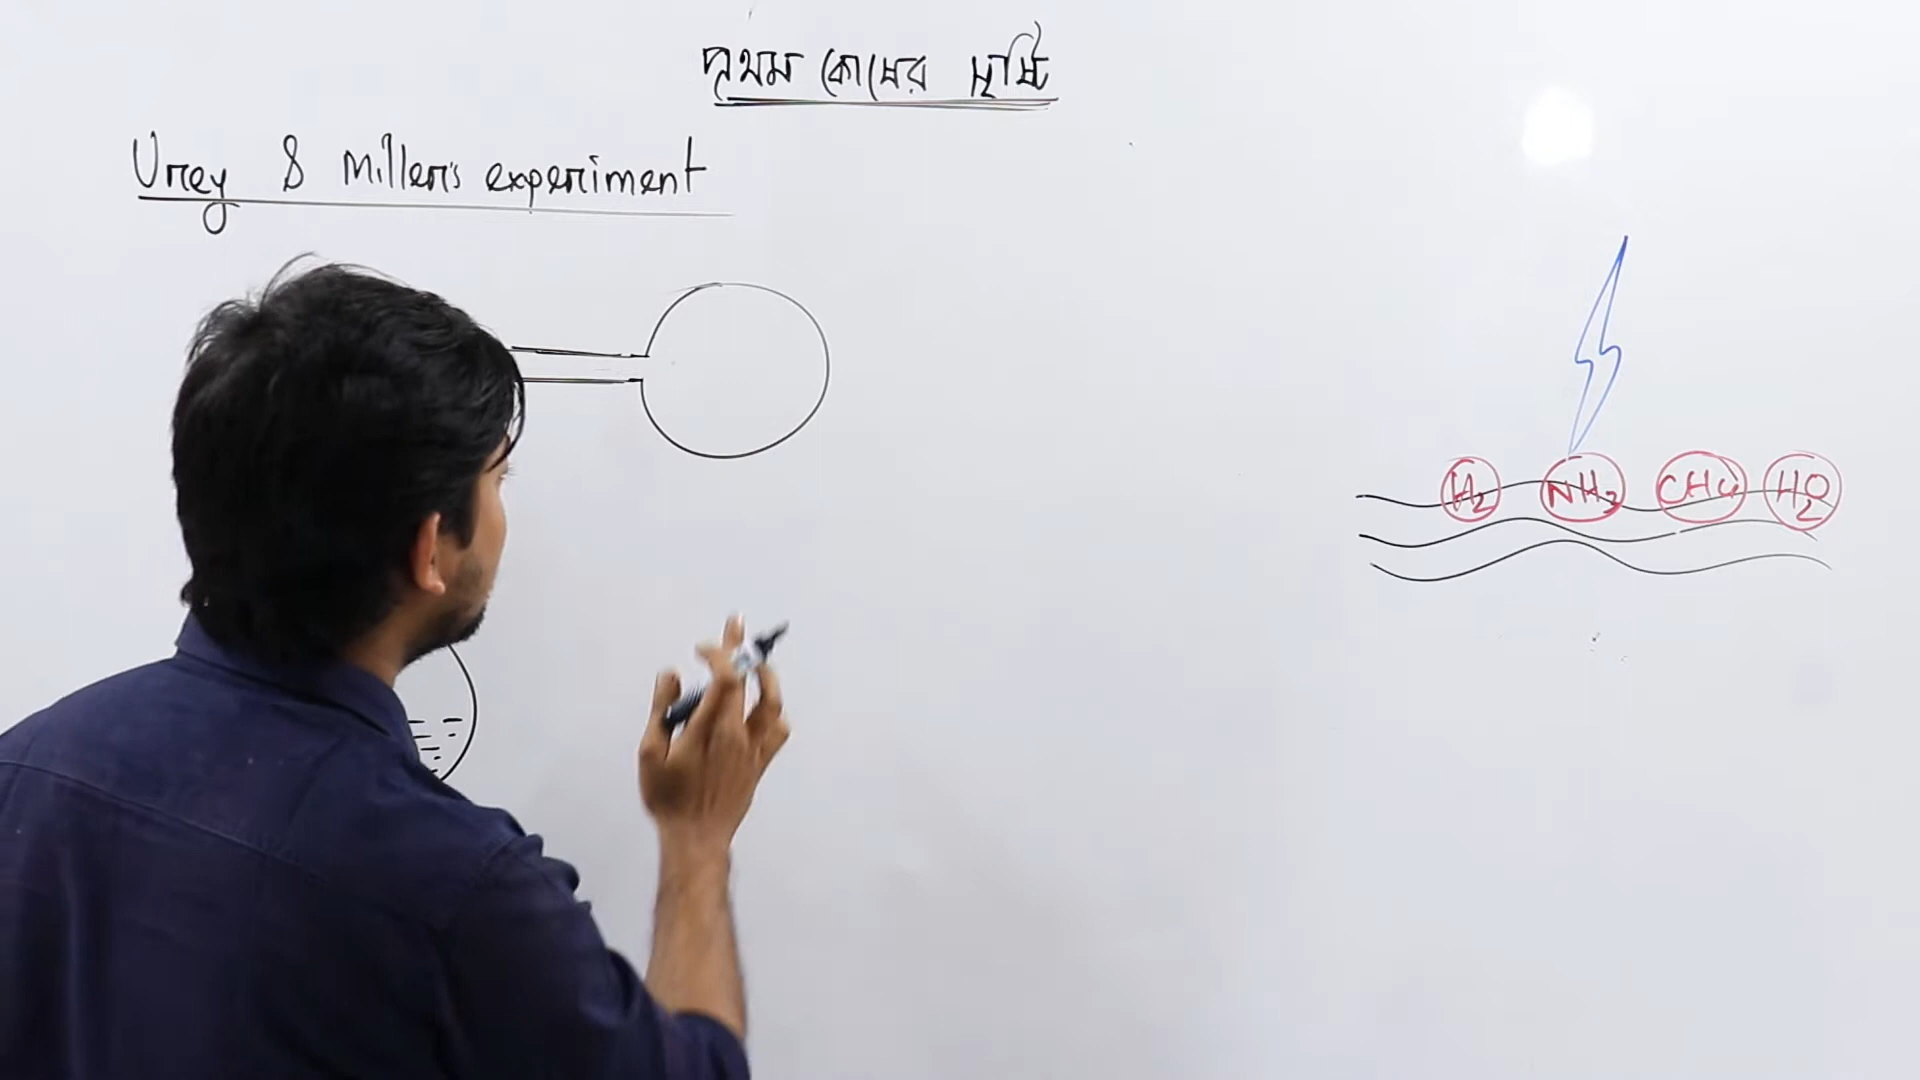 প্রথম কোষের সৃষ্টি
Urey & Miller's experiment
H₂ NH₃ CH₄ H₂O